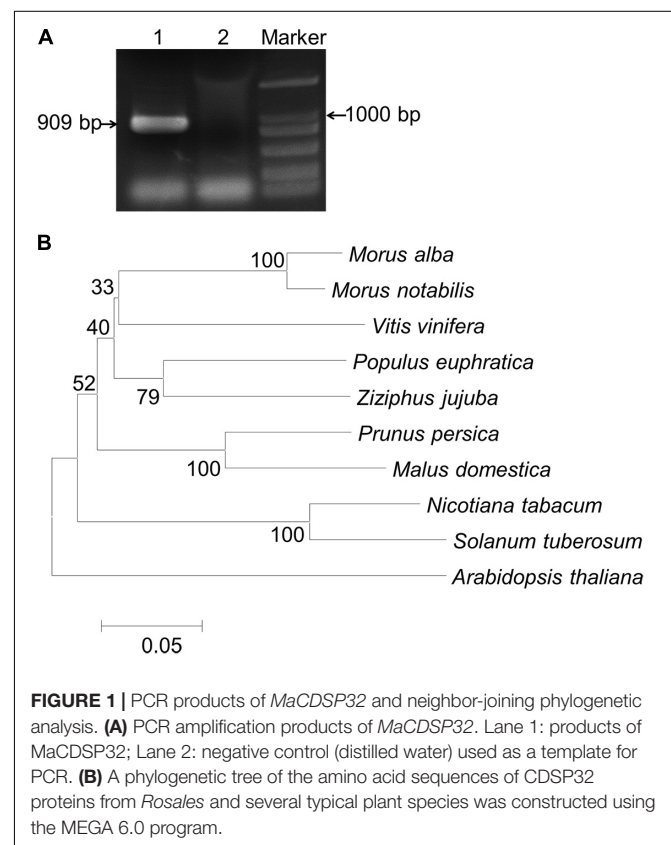 A
1 2 Marker
909 bp
1000 bp
B
100 Morus alba
33 Morus notabilis
Vitis vinifera
40
Populus euphratica
52
79 Ziziphus jujuba
Prunus persica
100 Malus domestica
Nicotiana tabacum
100 Solanum tuberosum
Arabidopsis thaliana
0.05
FIGURE 1 | PCR products of MaCDSP32 and neighbor-joining phylogenetic
analysis. (A) PCR amplification products of MaCDSP32. Lane 1: products of
MaCDSP32; Lane 2: negative control (distilled water) used as a template for
PCR. (B) A phylogenetic tree of the amino acid sequences of CDSP32
proteins from Rosales and several typical plant species was constructed using
the MEGA 6.0 program.